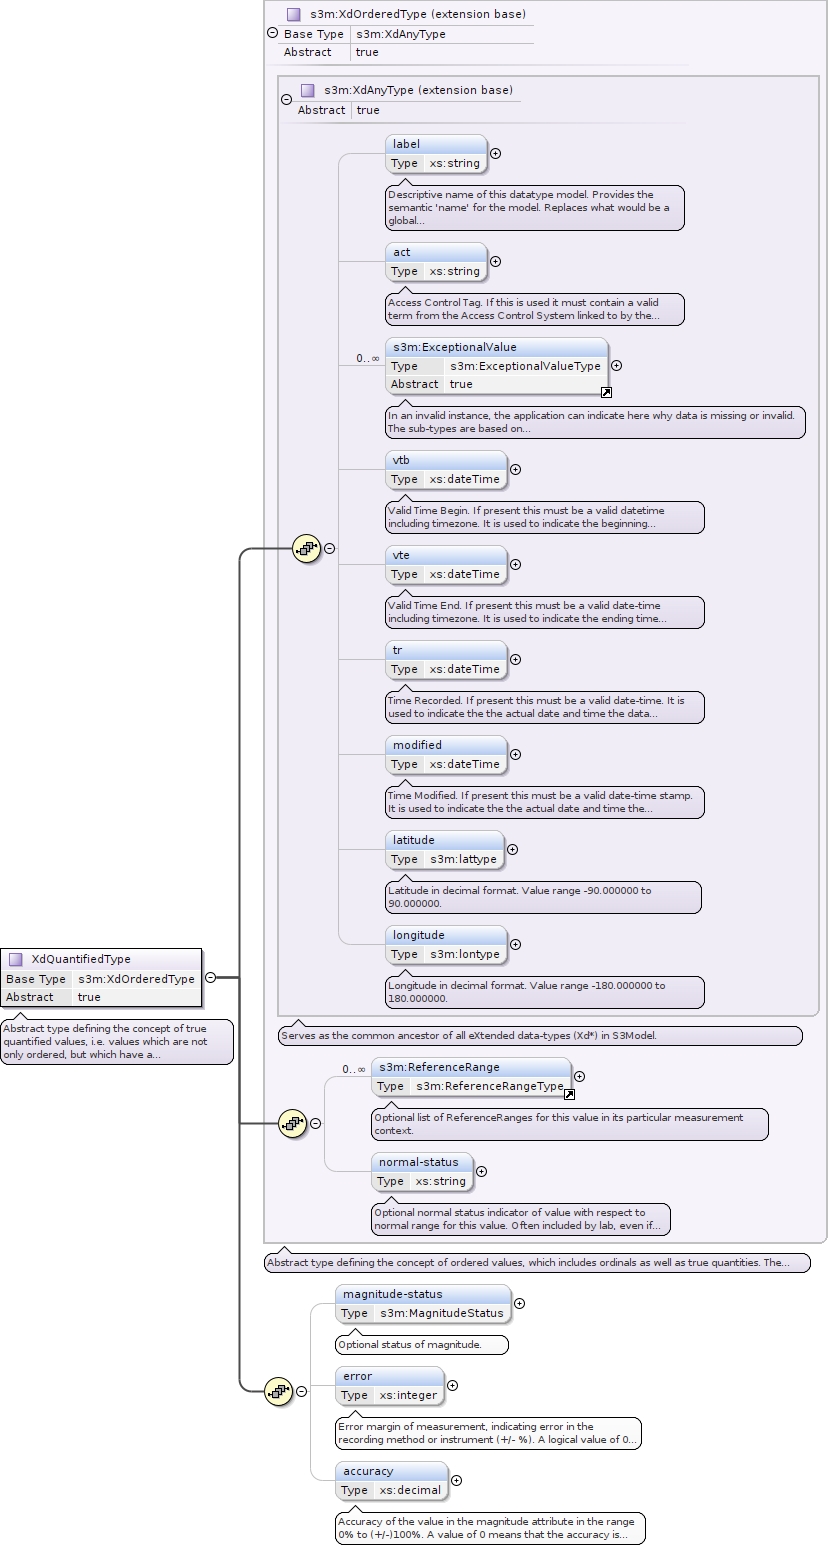 s3m:XdOrderedType (extension base)
Base Type s3m:XdAnyType
Abstract true
s3m:XdAnyType (extension base)
Abstract true
label
Type xs:string
Descriptive name of this datatype model. Provides the
semantic 'name' for the model. Replaces what would be a
global...
act
Type xs:string
Access Control Tag. If this is used it must contain a valid
term from the Access Control System linked to by the...
0..∞
s3m:ExceptionalValue
Type s3m:ExceptionalValueType
Abstract true
In an invalid instance, the application can indicate here why data is missing or invalid.
The sub-types are based on...
vtb
Type xs:dateTime
Valid Time Begin. If present this must be a valid datetime
including timezone. It is used to indicate the beginning...
vte
Type xs:dateTime
Valid Time End. If present this must be a valid date-time
including timezone. It is used to indicate the ending time...
tr
Type xs:dateTime
Time Recorded. If present this must be a valid date-time. It is
used to indicate the the actual date and time the data...
modified
Type xs:dateTime
Time Modified. If present this must be a valid date-time stamp.
It is used to indicate the the actual date and time the...
latitude
Type s3m:lattype
Latitude in decimal format. Value range -90.000000 to
90.000000.
longitude
Type s3m:lontype
Longitude in decimal format. Value range -180.000000 to
180.000000.
XdQuantifiedType
Base Type s3m:XdOrderedType
Abstract true
Abstract type defining the concept of true
quantified values, i.e. values which are not
only ordered, but which have a...
Serves as the common ancestor of all eXtended data-types (Xd*) in S3Model.
0..∞
s3m:ReferenceRange
Type s3m:ReferenceRangeType
Optional list of ReferenceRanges for this value in its particular measurement
context.
normal-status
Type xs:string
Optional normal status indicator of value with respect to
normal range for this value. Often included by lab, even if...
Abstract type defining the concept of ordered values, which includes ordinals as well as true quantities. The...
magnitude-status
Type s3m:MagnitudeStatus
Optional status of magnitude.
error
Type xs:integer
Error margin of measurement, indicating error in the
recording method or instrument (+/- %). A logical value of 0...
accuracy
Type xs:decimal
Accuracy of the value in the magnitude attribute in the range
0% to (+/-)100%. A value of 0 means that the accuracy is...